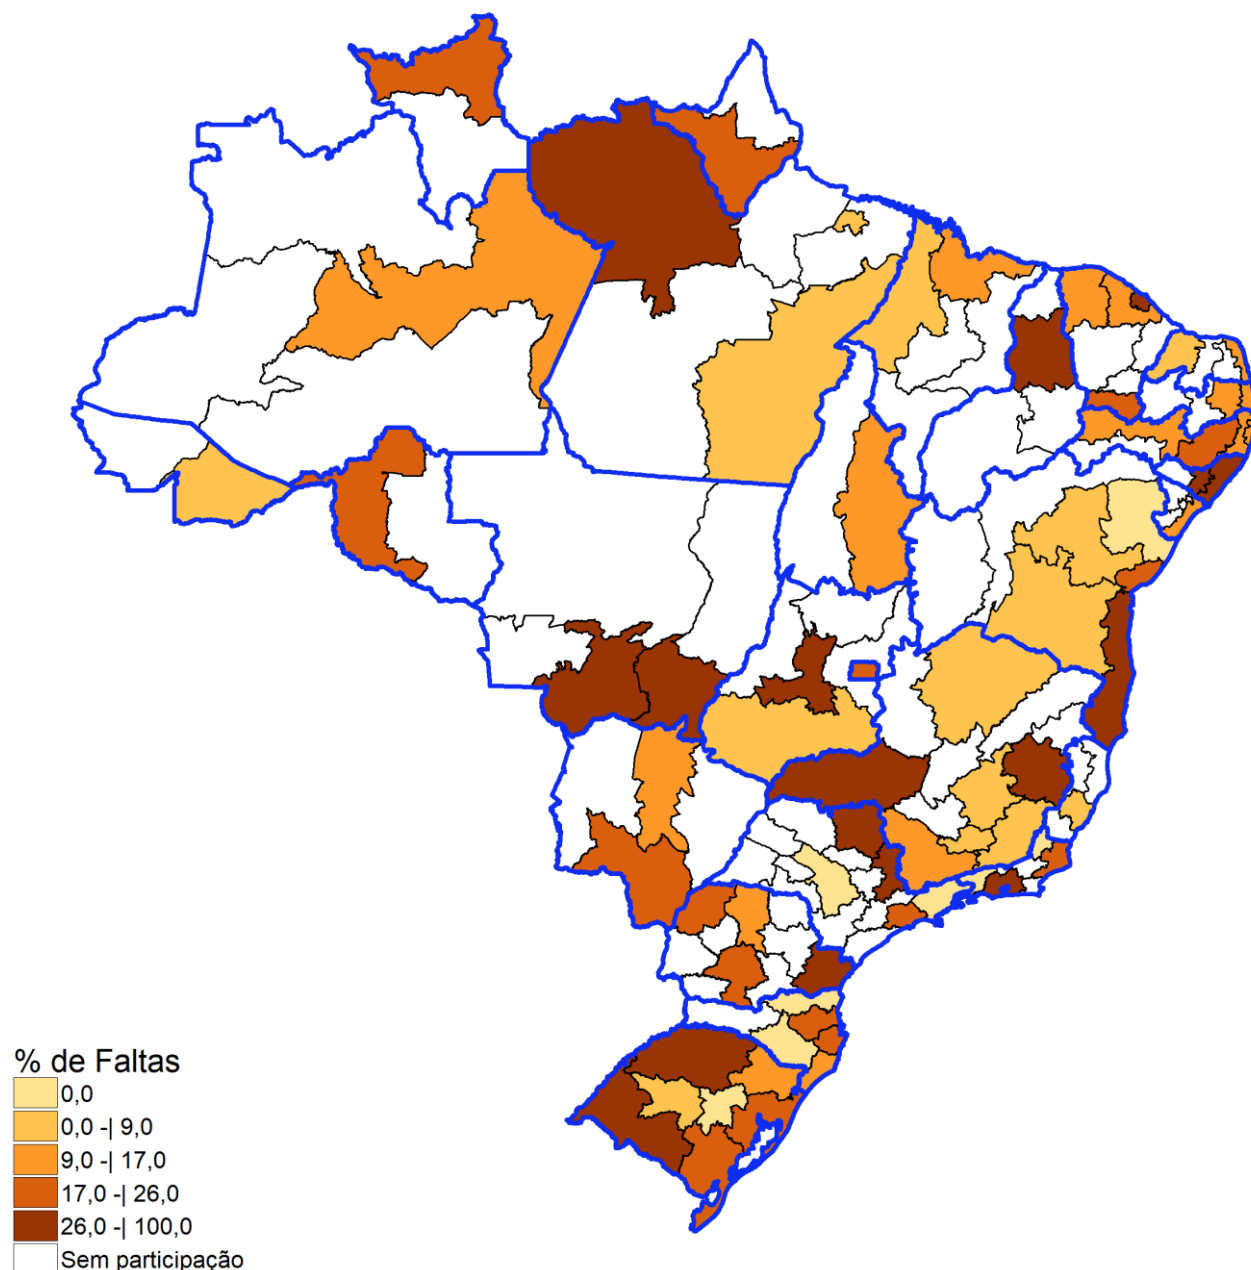 % de Faltas
0,0
0,0 -| 9,0
9,0 -| 17,0
17,0 -| 26,0
26,0 -| 100,0
Sem participação